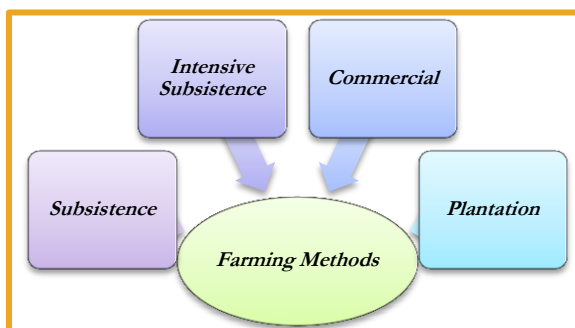 Intensive
Subsistence
Commercial
Subsistence
Plantation
Farming Methods